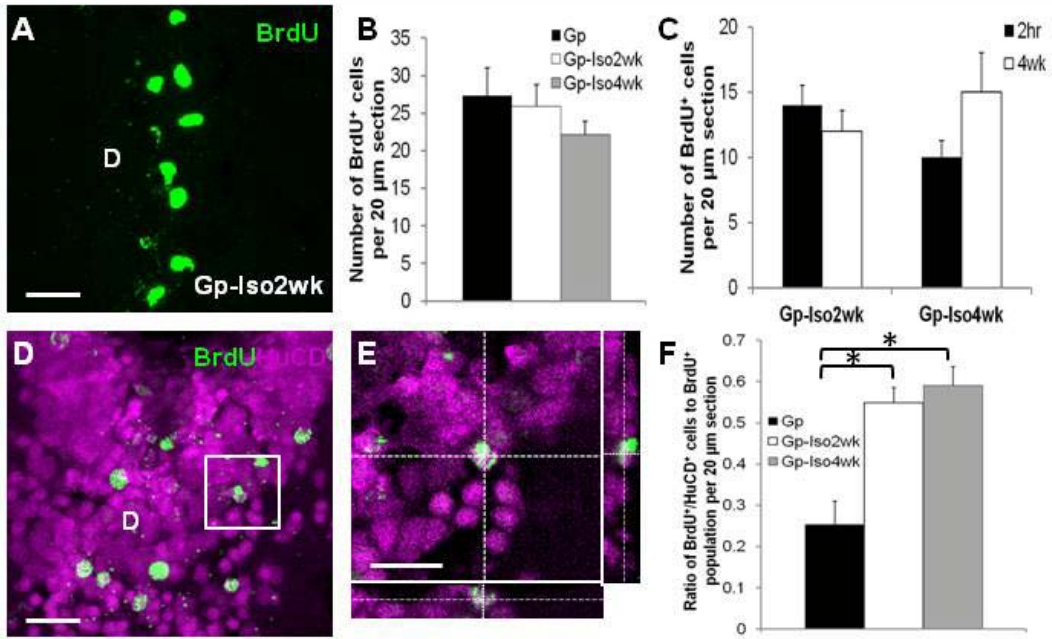 A
BrdU
D
Gp-Iso2wk
B
Number of BrdU⁺ cells
per 20 µm section
35
30
25
20
15
10
5
0
Gp
Gp-Iso2wk
Gp-Iso4wk
C
Number of BrdU⁺ cells
per 20 µm section
20
15
10
5
0
2hr
4wk
Gp-Iso2wk
Gp-Iso4wk
D
BrdU HuCD
D
E
F
Ratio of BrdU⁺/HuCD⁺ cells to BrdU⁺
population per 20 µm section
0.7
0.6
0.5
0.4
0.3
0.2
0.1
0
Gp
Gp-Iso2wk
Gp-Iso4wk
*
*